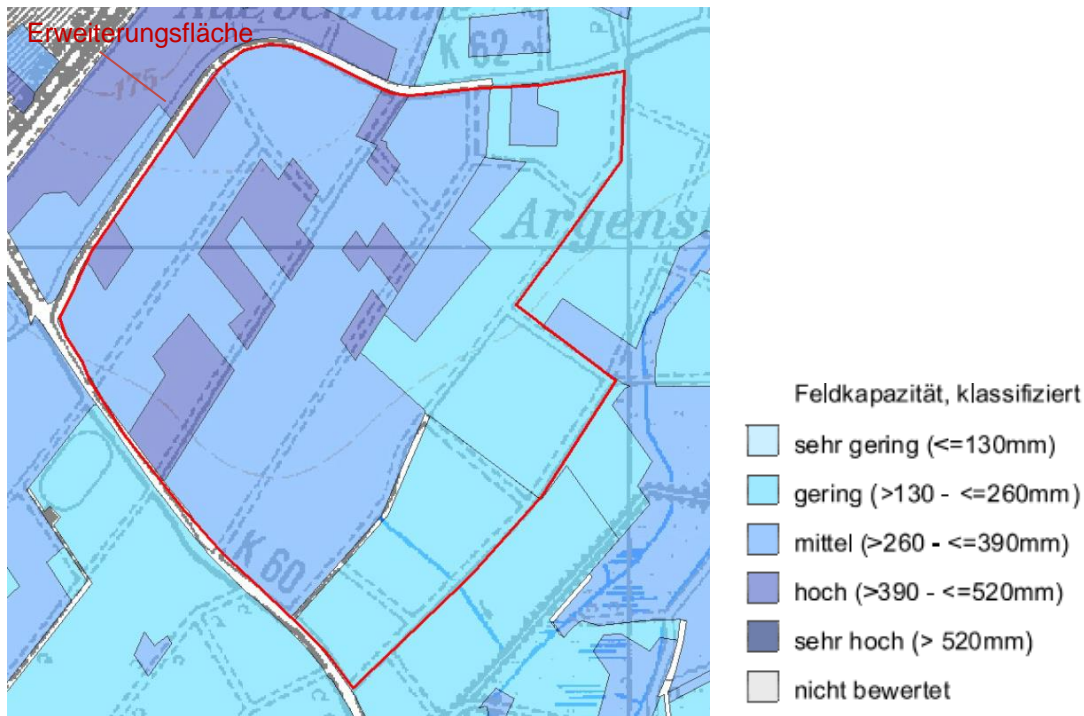 Erweiterungsfläche
K 62
175
Argens
K 60
Feldkapazität, klassifiziert
sehr gering (<=130mm)
gering (>130 - <=260mm)
mittel (>260 - <=390mm)
hoch (>390 - <=520mm)
sehr hoch (> 520mm)
nicht bewertet